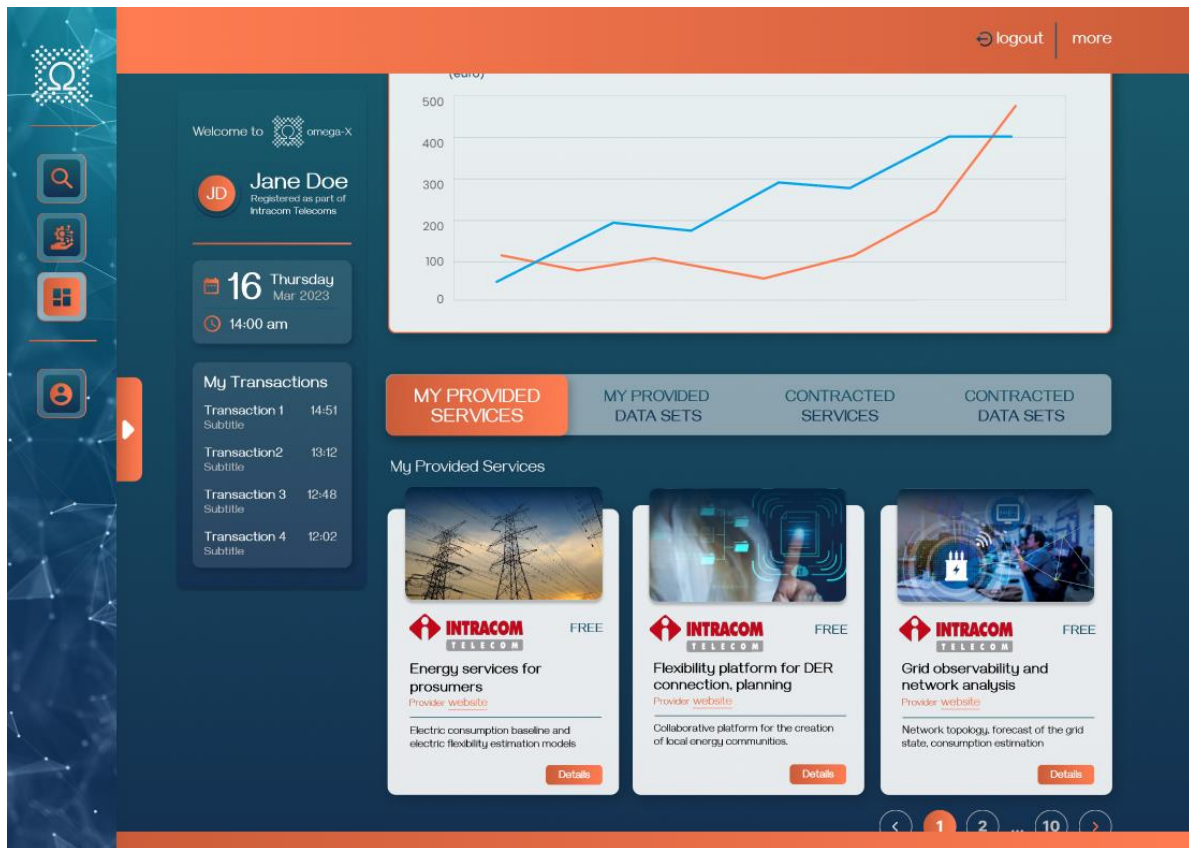 logout
more
(euro)
500
400
300
200
100
0
Welcome to
omega-X
JD
Jane Doe
Registered as part of
Intracom Telecoms
16
Thursday
Mar 2023
14:00 am
My Transactions
Transaction 1 14:51
Subtitle
Transaction2 13:12
Subtitle
Transaction 3 12:48
Subtitle
Transaction 4 12:02
Subtitle
MY PROVIDED
SERVICES
MY PROVIDED
DATA SETS
CONTRACTED
SERVICES
CONTRACTED
DATA SETS
My Provided Services
INTRACOM
TELECOM
FREE
Energy services for
prosumers
Provider website
Electric consumption baseline and
electric flexibility estimation models
Details
INTRACOM
TELECOM
FREE
Flexibility platform for DER
connection, planning
Provider website
Collaborative platform for the creation
of local energy communities.
Details
INTRACOM
TELECOM
FREE
Grid observability and
network analysis
Provider website
Network topology, forecast of the grid
state, consumption estimation
Details
< 1 2 ... 10 >